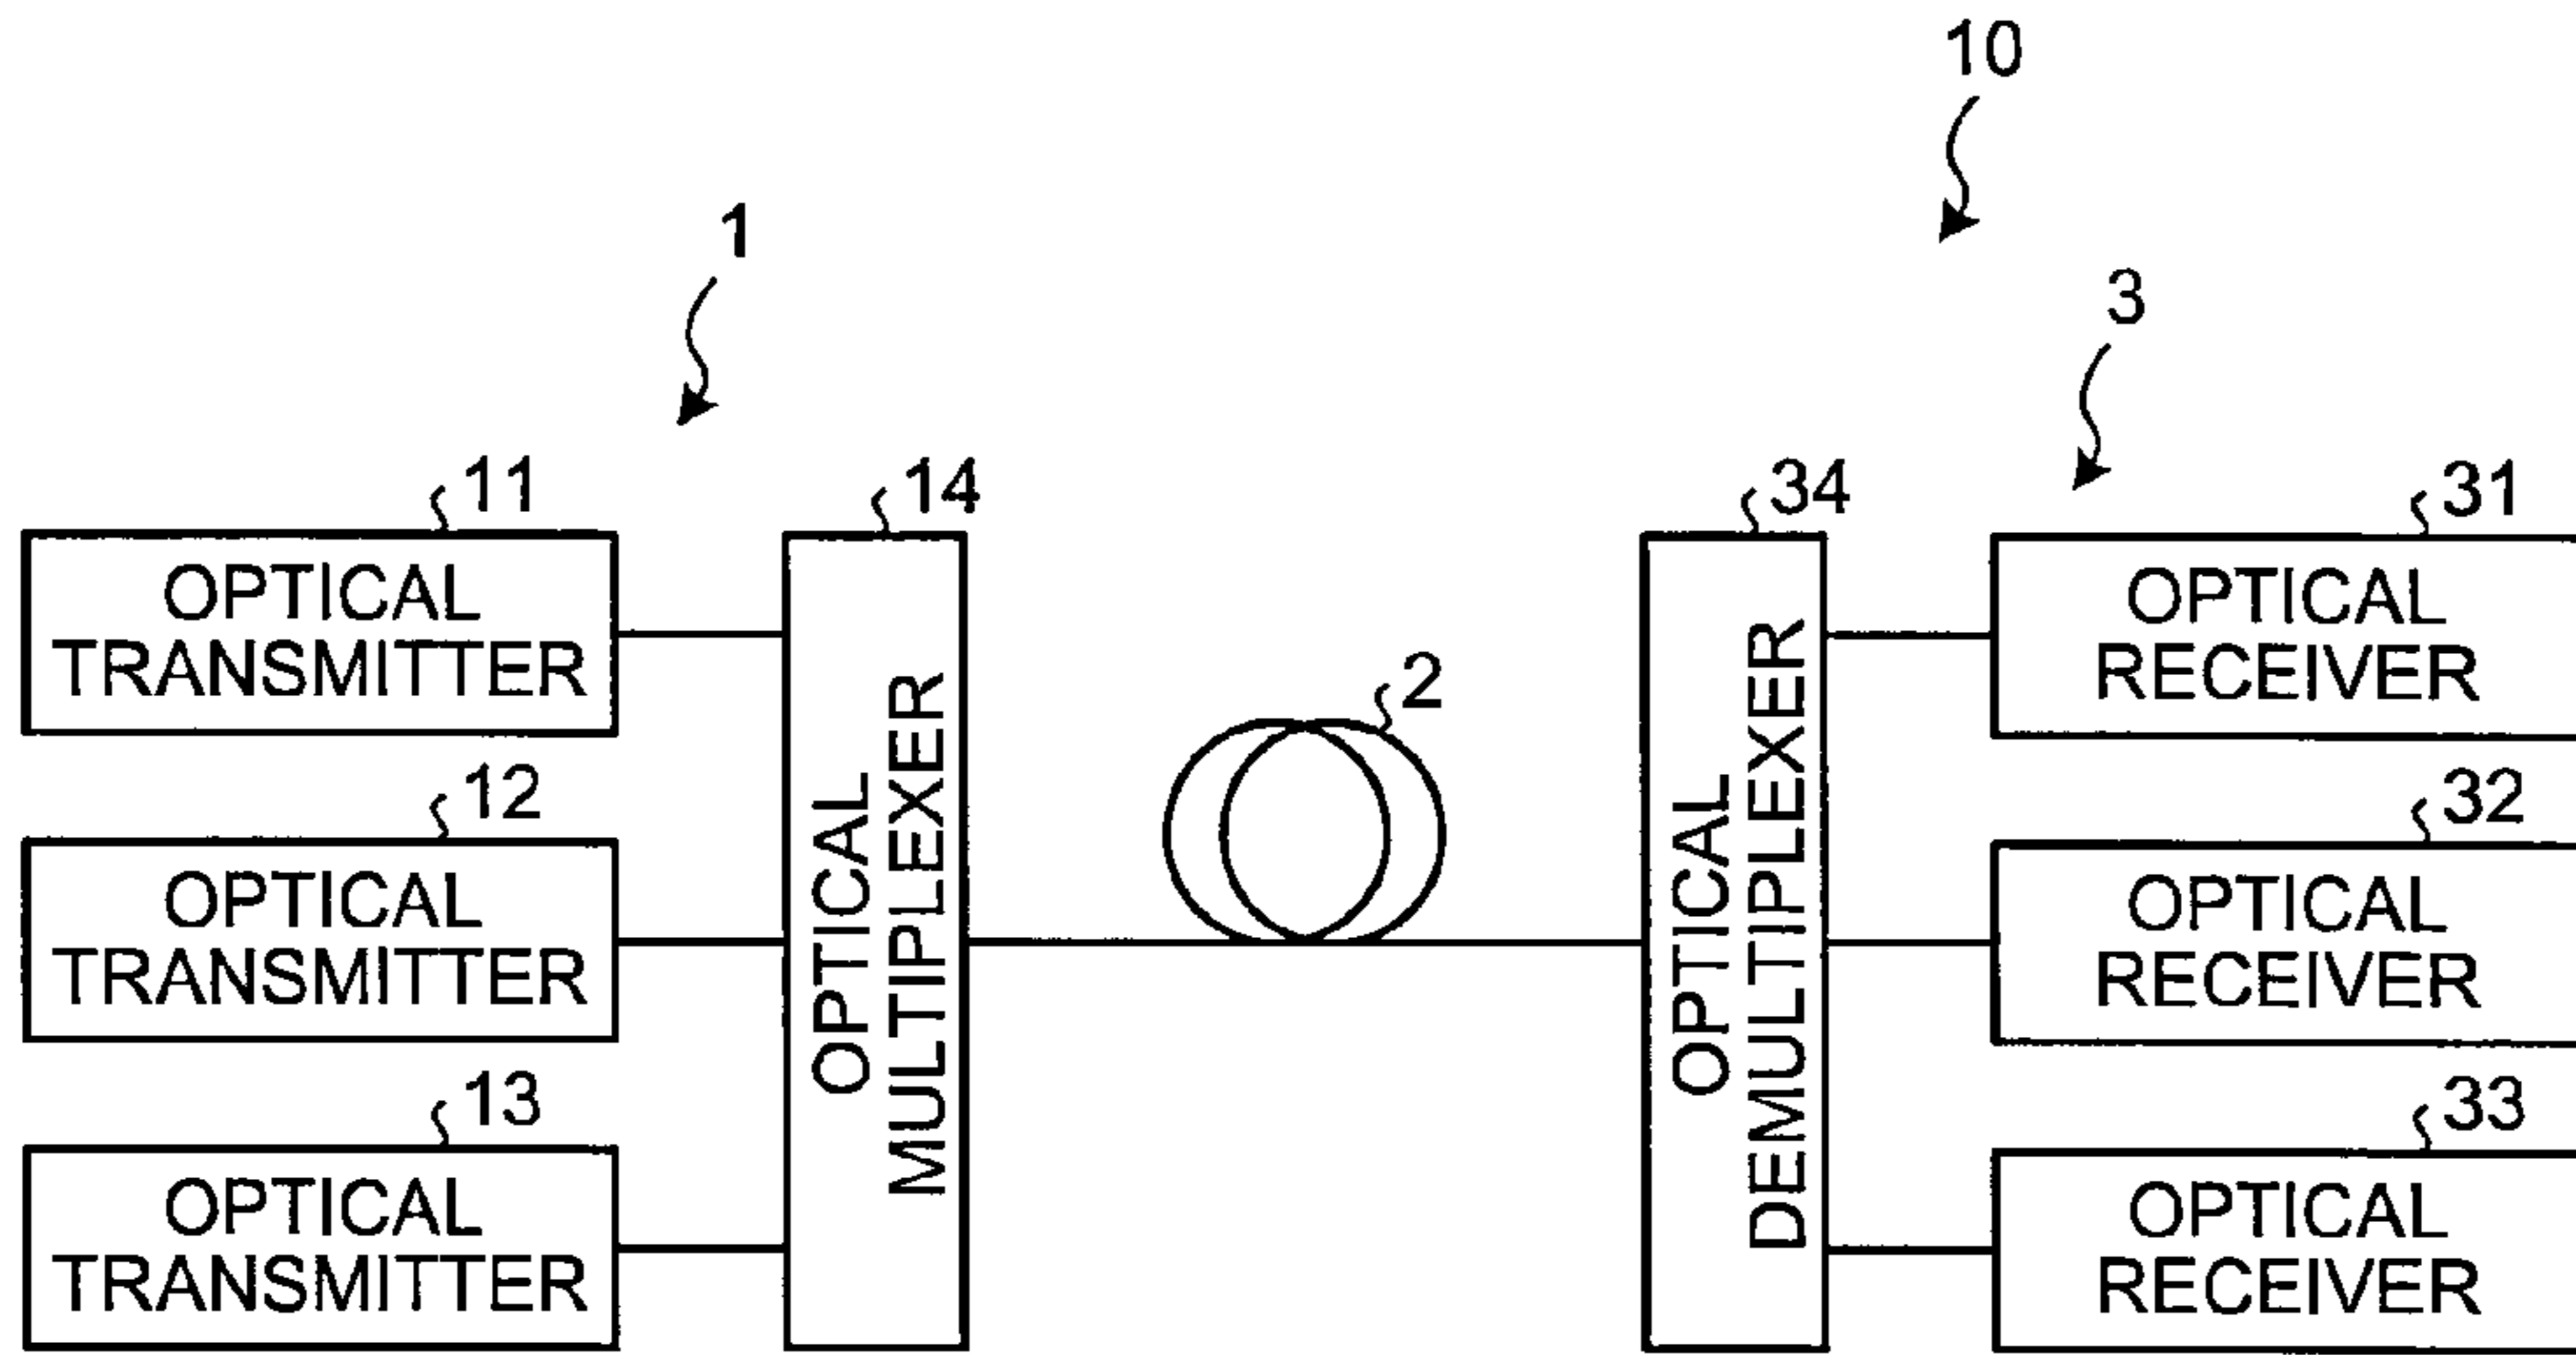 10
1
3
11
14
34
31
OPTICAL
TRANSMITTER
OPTICAL
RECEIVER
2
12
32
OPTICAL
TRANSMITTER
OPTICAL
MULTIPLEXER
OPTICAL
DEMULTIPLEXER
OPTICAL
RECEIVER
13
33
OPTICAL
TRANSMITTER
OPTICAL
RECEIVER